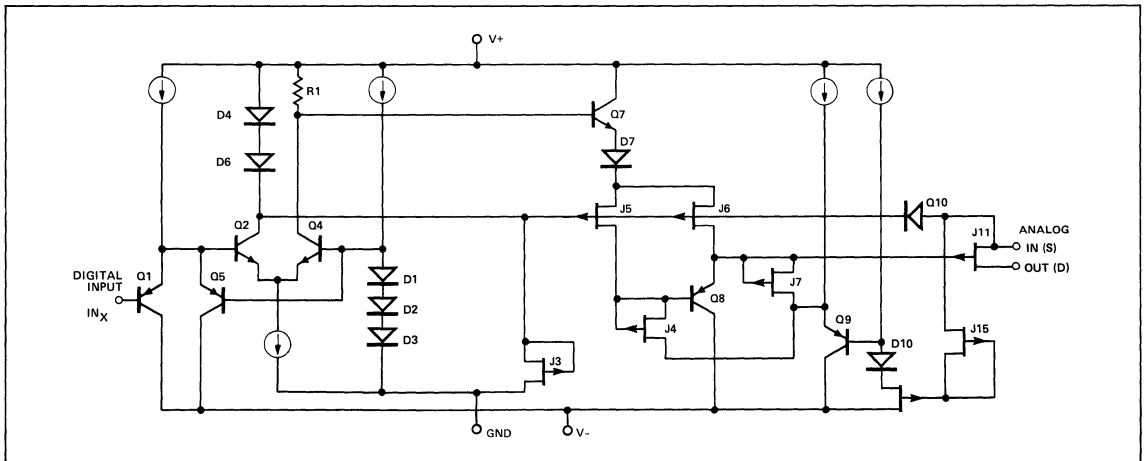 V+
R1
D4
Q7
D7
D6
Q10
J5
J6
Q2
Q4
J11
ANALOG
IN (S)
OUT (D)
DIGITAL
INPUT
INX
Q1
Q5
D1
D2
D3
Q8
J7
J4
Q9
D10
J15
J3
GND
V-